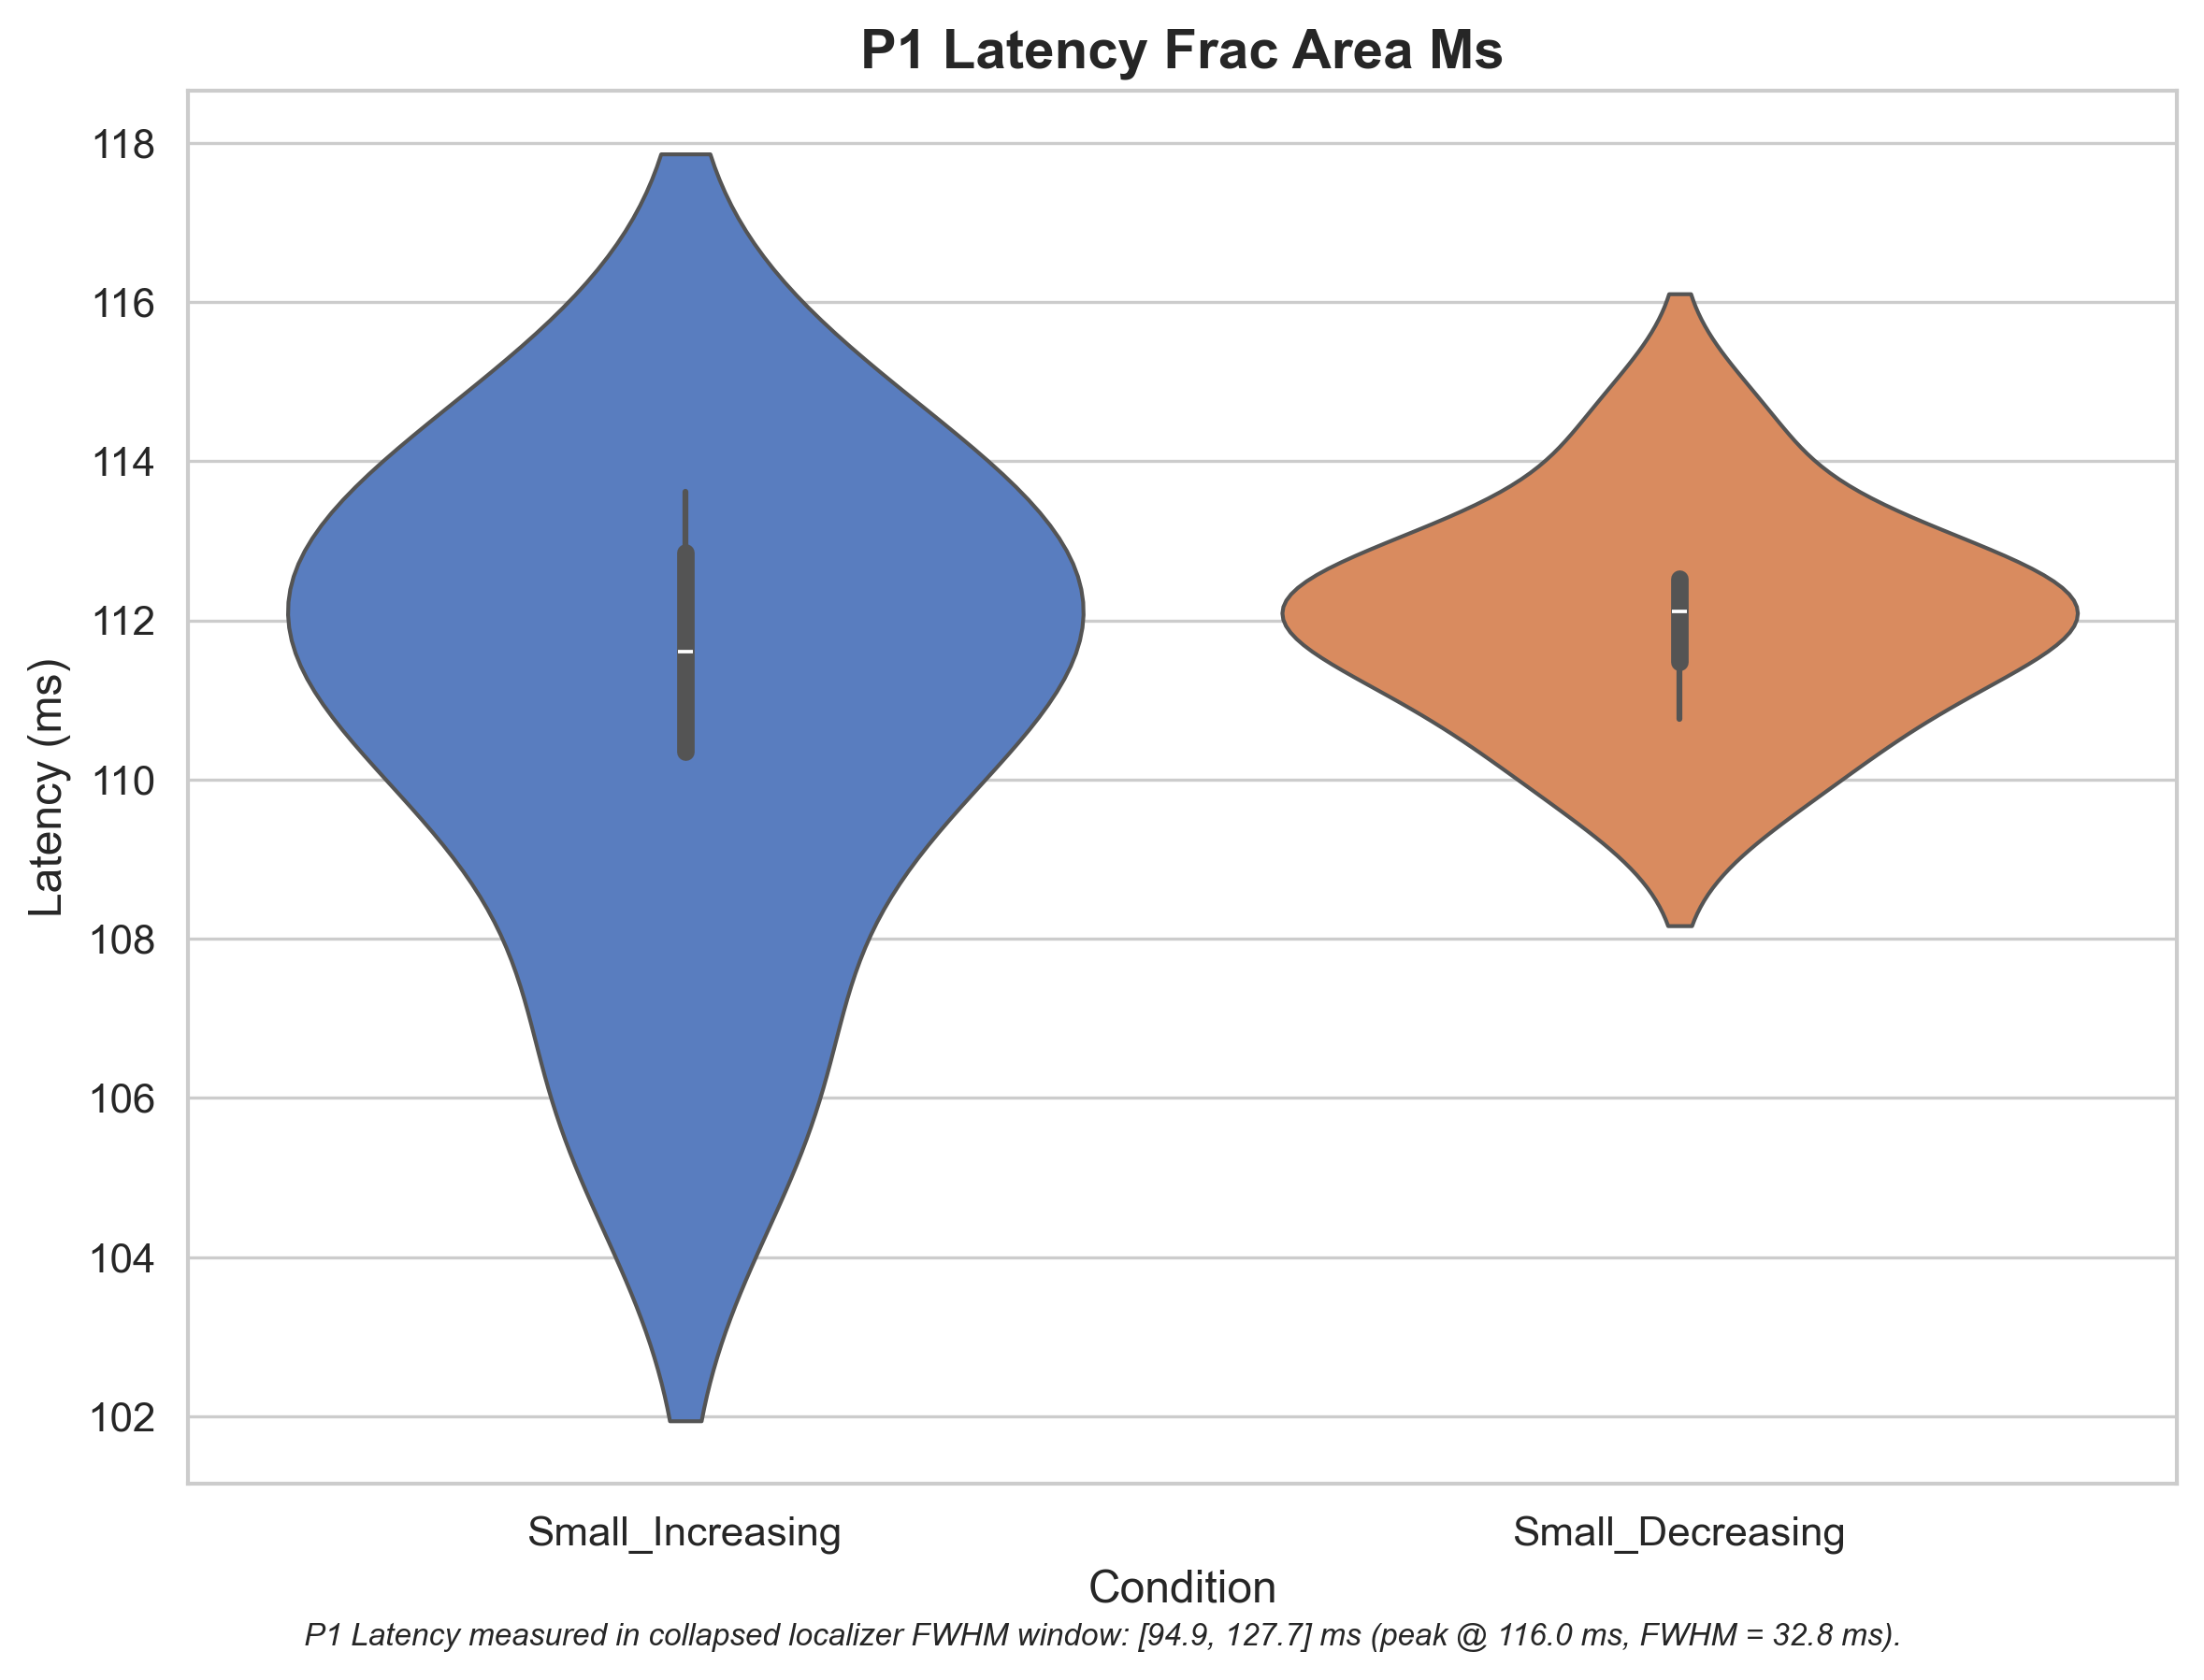 P1 Latency Frac Area Ms
118
116
114
112
110
108
106
104
102
Latency (ms)
Small_Increasing
Small_Decreasing
Condition
P1 Latency measured in collapsed localizer FWHM window: [94.9, 127.7] ms (peak @ 116.0 ms, FWHM = 32.8 ms).